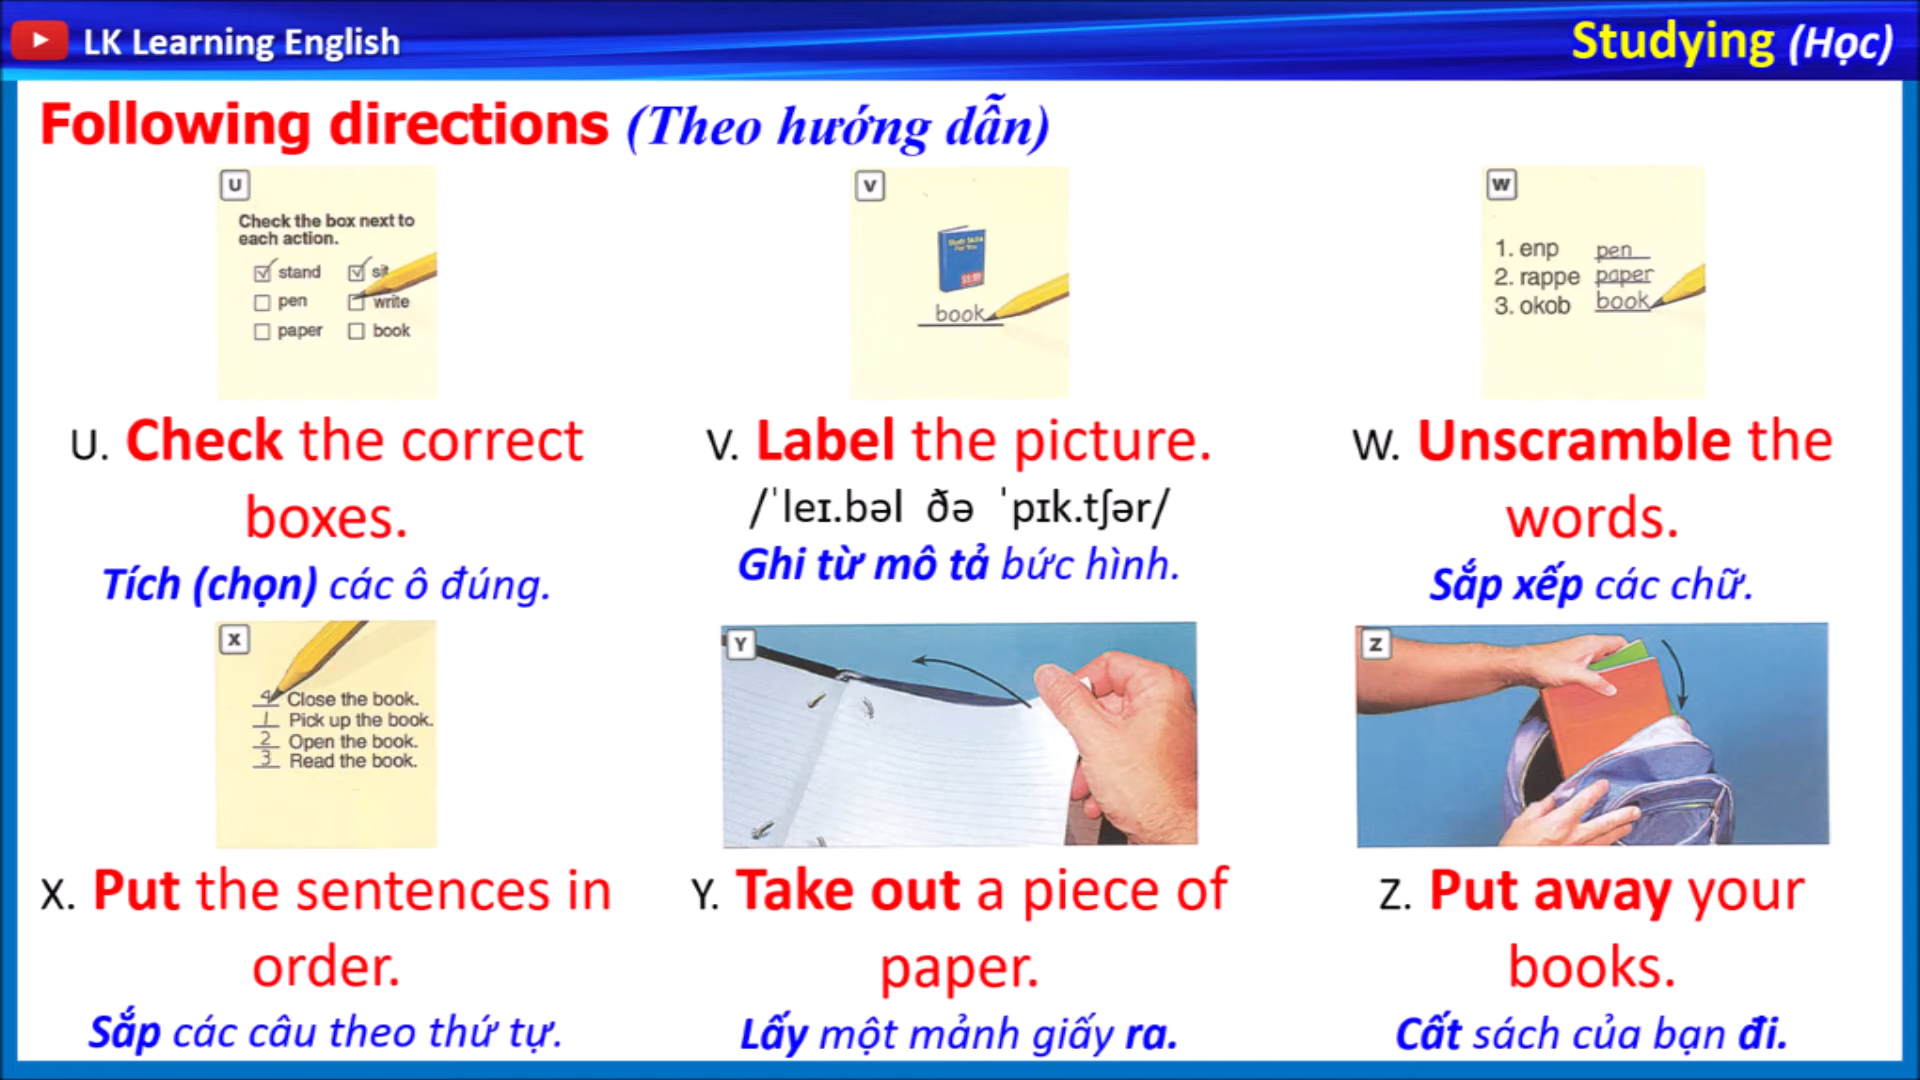 LK Learning English
Studying (Học)
Following directions (Theo hướng dẫn)
U
Check the box next to
each action.
stand
sit
pen
write
paper
book
V
Study Skills
For You
book
W
1. enp pen
2. rappe paper
3. okob book
U. Check the correct
boxes.
Tích (chọn) các ô đúng.
V. Label the picture.
/ˈleɪ.bəl ðə ˈpɪk.tʃər/
Ghi từ mô tả bức hình.
W. Unscramble the
words.
Sắp xếp các chữ.
X
4 Close the book.
1 Pick up the book.
2 Open the book.
3 Read the book.
Y
Z
X. Put the sentences in
order.
Sắp các câu theo thứ tự.
Y. Take out a piece of
paper.
Lấy một mảnh giấy ra.
Z. Put away your
books.
Cất sách của bạn đi.